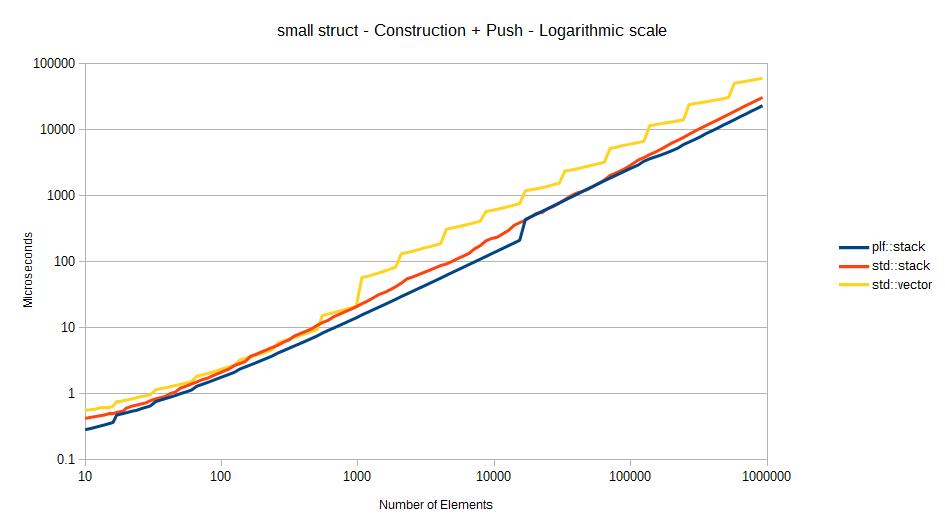 small struct - Construction + Push - Logarithmic scale
100000
10000
1000
100
10
1
0.1
10
100
1000
10000
100000
1000000
Microseconds
Number of Elements
plf::stack
std::stack
std::vector